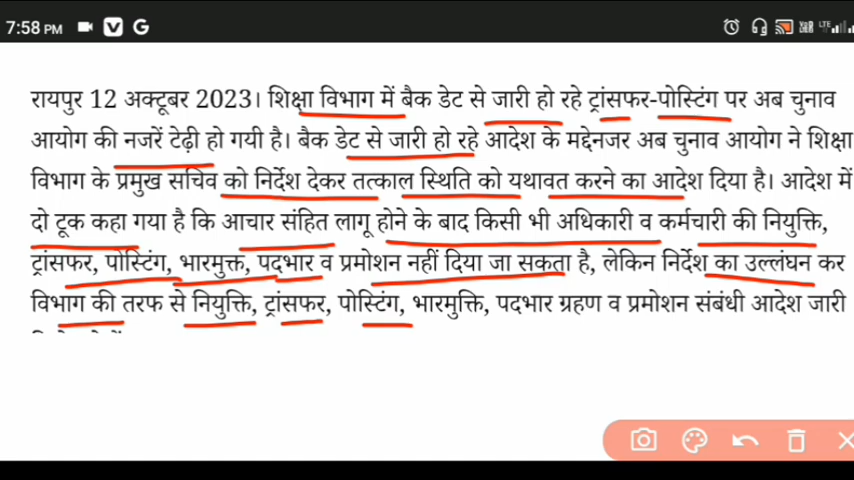 7:58 PM
रायपुर 12 अक्टूबर 2023। शिक्षा विभाग में बैक डेट से जारी हो रहे ट्रांसफर-पोस्टिंग पर अब चुनाव
आयोग की नजरें टेढ़ी हो गयी है। बैक डेट से जारी हो रहे आदेश के मद्देनजर अब चुनाव आयोग ने शिक्षा
विभाग के प्रमुख सचिव को निर्देश देकर तत्काल स्थिति को यथावत करने का आदेश दिया है। आदेश में
दो टूक कहा गया है कि आचार संहित लागू होने के बाद किसी भी अधिकारी व कर्मचारी की नियुक्ति,
ट्रांसफर, पोस्टिंग, भारमुक्त, पदभार व प्रमोशन नहीं दिया जा सकता है, लेकिन निर्देश का उल्लंघन कर
विभाग की तरफ से नियुक्ति, ट्रांसफर, पोस्टिंग, भारमुक्ति, पदभार ग्रहण व प्रमोशन संबंधी आदेश जारी